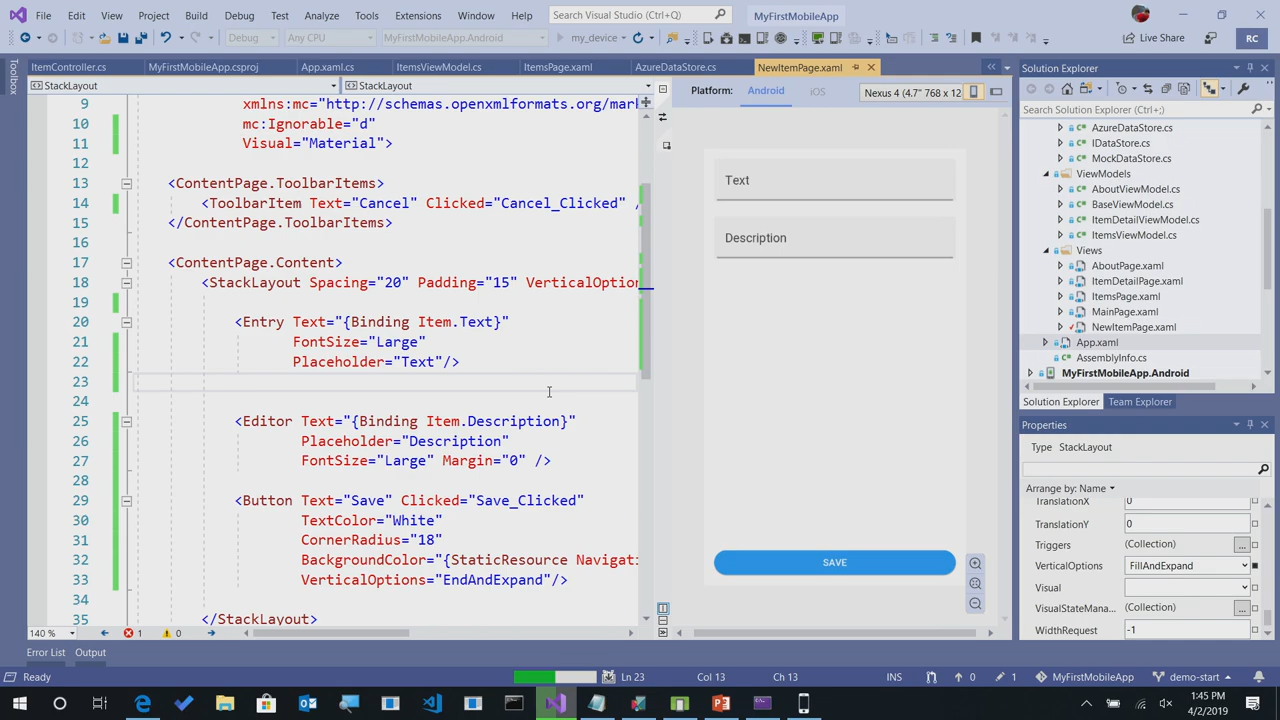 File Edit View Project Build Debug Test Analyze Tools Extensions Window Help Search Visual Studio (Ctrl+Q) MyFirstMobileApp
Debug Any CPU MyFirstMobileApp.Android my_device Live Share RC
Toolbox
ItemController.cs MyFirstMobileApp.csproj App.xaml.cs ItemsViewModel.cs ItemsPage.xaml AzureDataStore.cs NewItemPage.xaml
StackLayout StackLayout
9 xmlns:mc="http://schemas.openxmlformats.org/mar
10 mc:Ignorable="d"
11 Visual="Material">
12
13 <ContentPage.ToolbarItems>
14 <ToolbarItem Text="Cancel" Clicked="Cancel_Clicked" /
15 </ContentPage.ToolbarItems>
16
17 <ContentPage.Content>
18 <StackLayout Spacing="20" Padding="15" VerticalOption
19
20 <Entry Text="{Binding Item.Text}"
21 FontSize="Large"
22 Placeholder="Text"/>
23
24
25 <Editor Text="{Binding Item.Description}"
26 Placeholder="Description"
27 FontSize="Large" Margin="0" />
28
29 <Button Text="Save" Clicked="Save_Clicked"
30 TextColor="White"
31 CornerRadius="18"
32 BackgroundColor="{StaticResource Navigati
33 VerticalOptions="EndAndExpand"/>
34
35 </StackLayout>
140 % 1 0
Platform: Android iOS Nexus 4 (4.7" 768 x 12
Text
Description
SAVE
Solution Explorer
Search Solution Explorer (Ctrl+;)
AzureDataStore.cs
IDataStore.cs
MockDataStore.cs
ViewModels
AboutViewModel.cs
BaseViewModel.cs
ItemDetailViewModel.cs
ItemsViewModel.cs
Views
AboutPage.xaml
ItemDetailPage.xaml
ItemsPage.xaml
MainPage.xaml
NewItemPage.xaml
App.xaml
AssemblyInfo.cs
MyFirstMobileApp.Android
Solution Explorer Team Explorer
Properties
Type StackLayout
Arrange by: Name
TranslationX 0
TranslationY 0
Triggers (Collection) ...
VerticalOptions FillAndExpand
Visual
VisualStateMana... (Collection) ...
WidthRequest -1
Error List Output
Ready Ln 23 Col 13 Ch 13 INS 0 1 MyFirstMobileApp demo-start
1:45 PM
4/2/2019